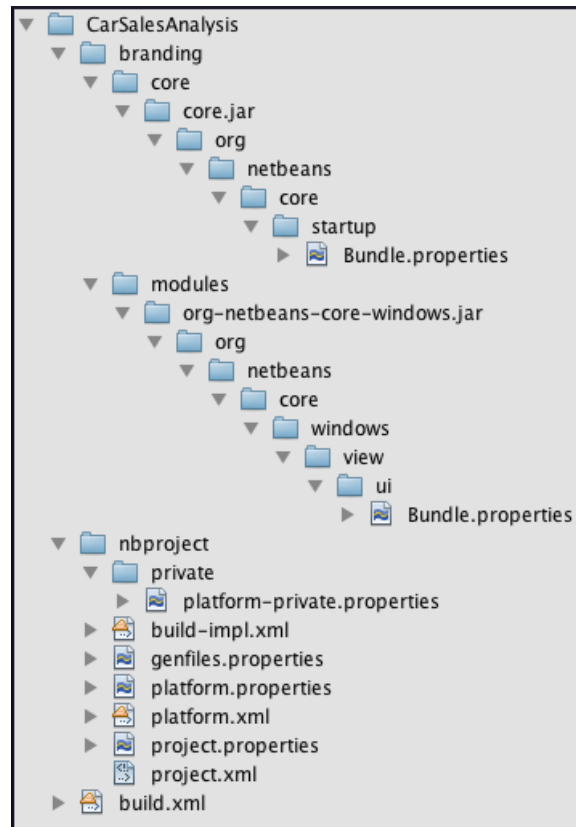 CarSalesAnalysis
branding
core
core.jar
org
netbeans
core
startup
Bundle.properties
modules
org-netbeans-core-windows.jar
org
netbeans
core
windows
view
ui
Bundle.properties
nbproject
private
platform-private.properties
build-impl.xml
genfiles.properties
platform.properties
platform.xml
project.properties
project.xml
build.xml